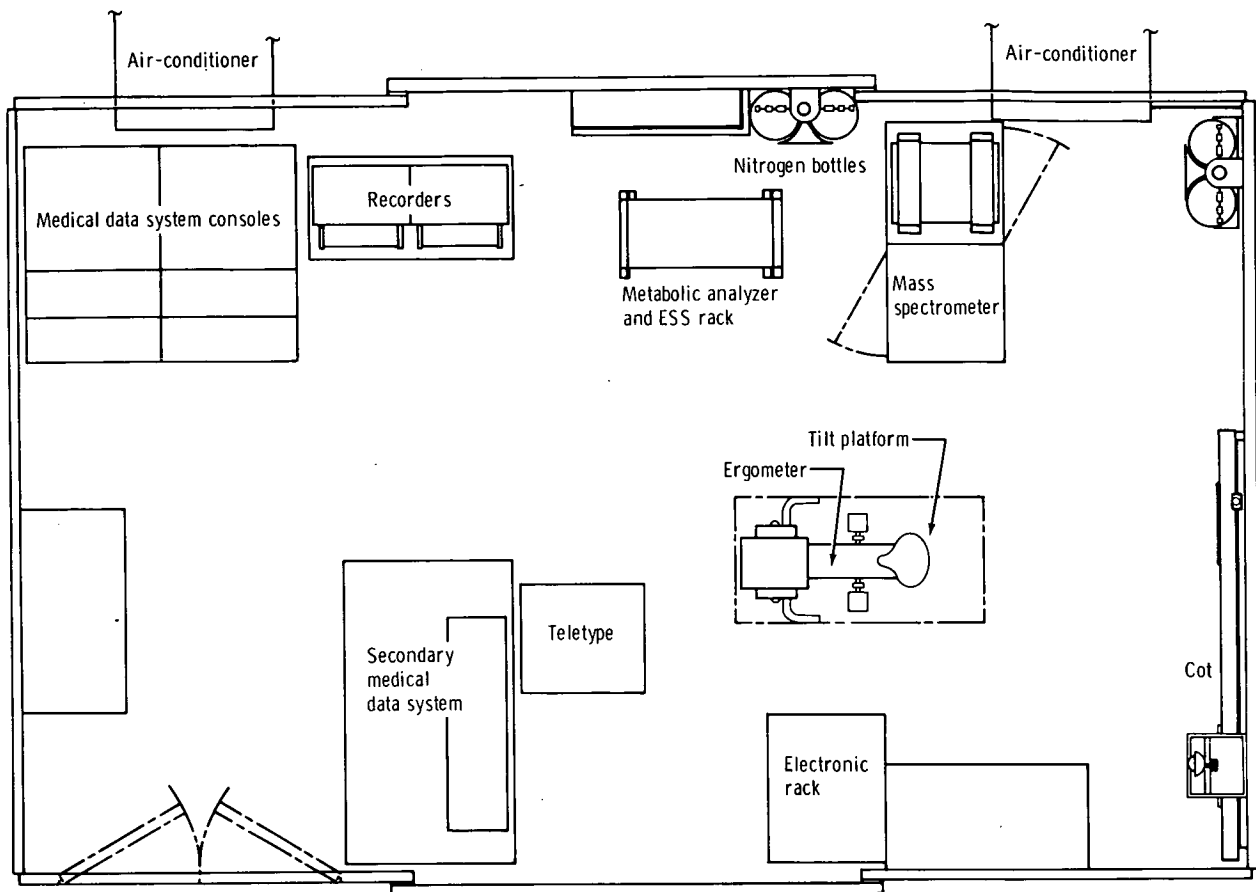 Air-conditioner
Air-conditioner
Medical data system consoles
Recorders
Nitrogen bottles
Metabolic analyzer
and ESS rack
Mass
spectrometer
Tilt platform
Ergometer
Teletype
Secondary
medical
data system
Cot
Electronic
rack